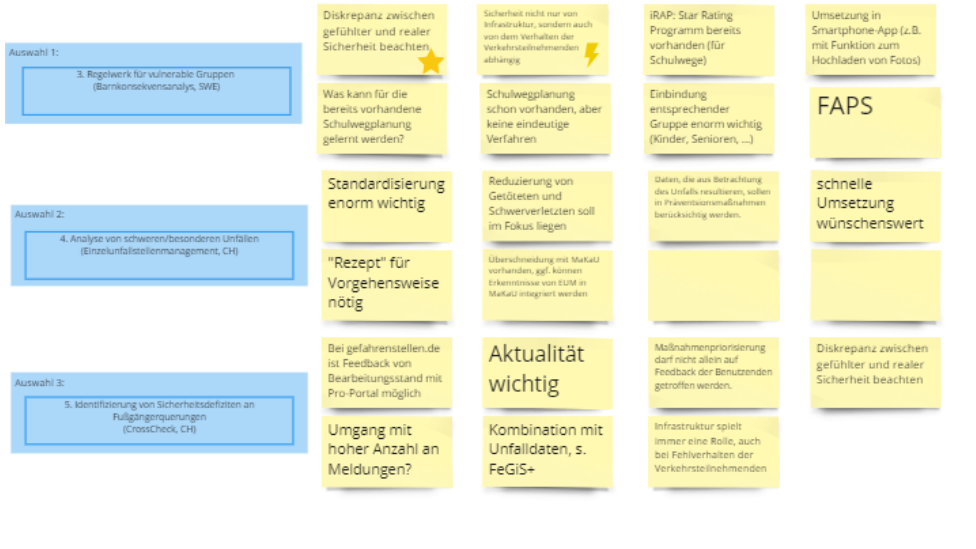 Auswahl 1:
3. Regelwerk für vulnerable Gruppen
(Barnkonsekvensanalys, SWE)
Diskrepanz zwischen
gefühlter und realer
Sicherheit beachten
Sicherheit nicht nur von
Infrastruktur, sondern auch
von dem Verhalten der
Verkehrsteilnehmenden
abhängig
iRAP: Star Rating
Programm bereits
vorhanden (für
Schulwege)
Umsetzung in
Smartphone-App (z.B.
mit Funktion zum
Hochladen von Fotos)
Was kann für die
bereits vorhandene
Schulwegplanung
gelernt werden?
Schulwegplanung
schon vorhanden, aber
keine eindeutige
Verfahren
Einbindung
entsprechender
Gruppe enorm wichtig
(Kinder, Senioren, ...)
FAPS
Auswahl 2:
4. Analyse von schweren/besonderen Unfällen
(Einzelunfallstellenmanagement, CH)
Standardisierung
enorm wichtig
Reduzierung von
Getöteten und
Schwerverletzten soll
im Fokus liegen
Daten, die aus Betrachtung
des Unfalls resultieren, sollen
in Präventionsmaßnahmen
berücksichtig werden.
schnelle
Umsetzung
wünschenswert
"Rezept" für
Vorgehensweise
nötig
Überschneidung mit MaKaU
vorhanden, ggf. können
Erkenntnisse von EUM in
MaKaU integriert werden
Auswahl 3:
5. Identifizierung von Sicherheitsdefiziten an
Fußgängerquerungen
(CrossCheck, CH)
Bei gefahrenstellen.de
ist Feedback von
Bearbeitungsstand mit
Pro-Portal möglich
Aktualität
wichtig
Maßnahmenpriorisierung
darf nicht allein auf
Feedback der Benutzenden
getroffen werden.
Diskrepanz zwischen
gefühlter und realer
Sicherheit beachten
Umgang mit
hoher Anzahl an
Meldungen?
Kombination mit
Unfalldaten, s.
FeGiS+
Infrastruktur spielt
immer eine Rolle, auch
bei Fehlverhalten der
Verkehrsteilnehmenden